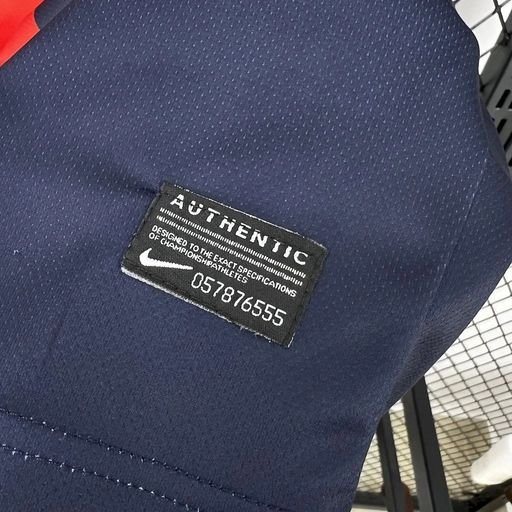 AUTHENTIC
DESIGNED TO THE EXACT SPECIFICATIONS
OF CHAMPIONSHIP ATHLETES
057876555